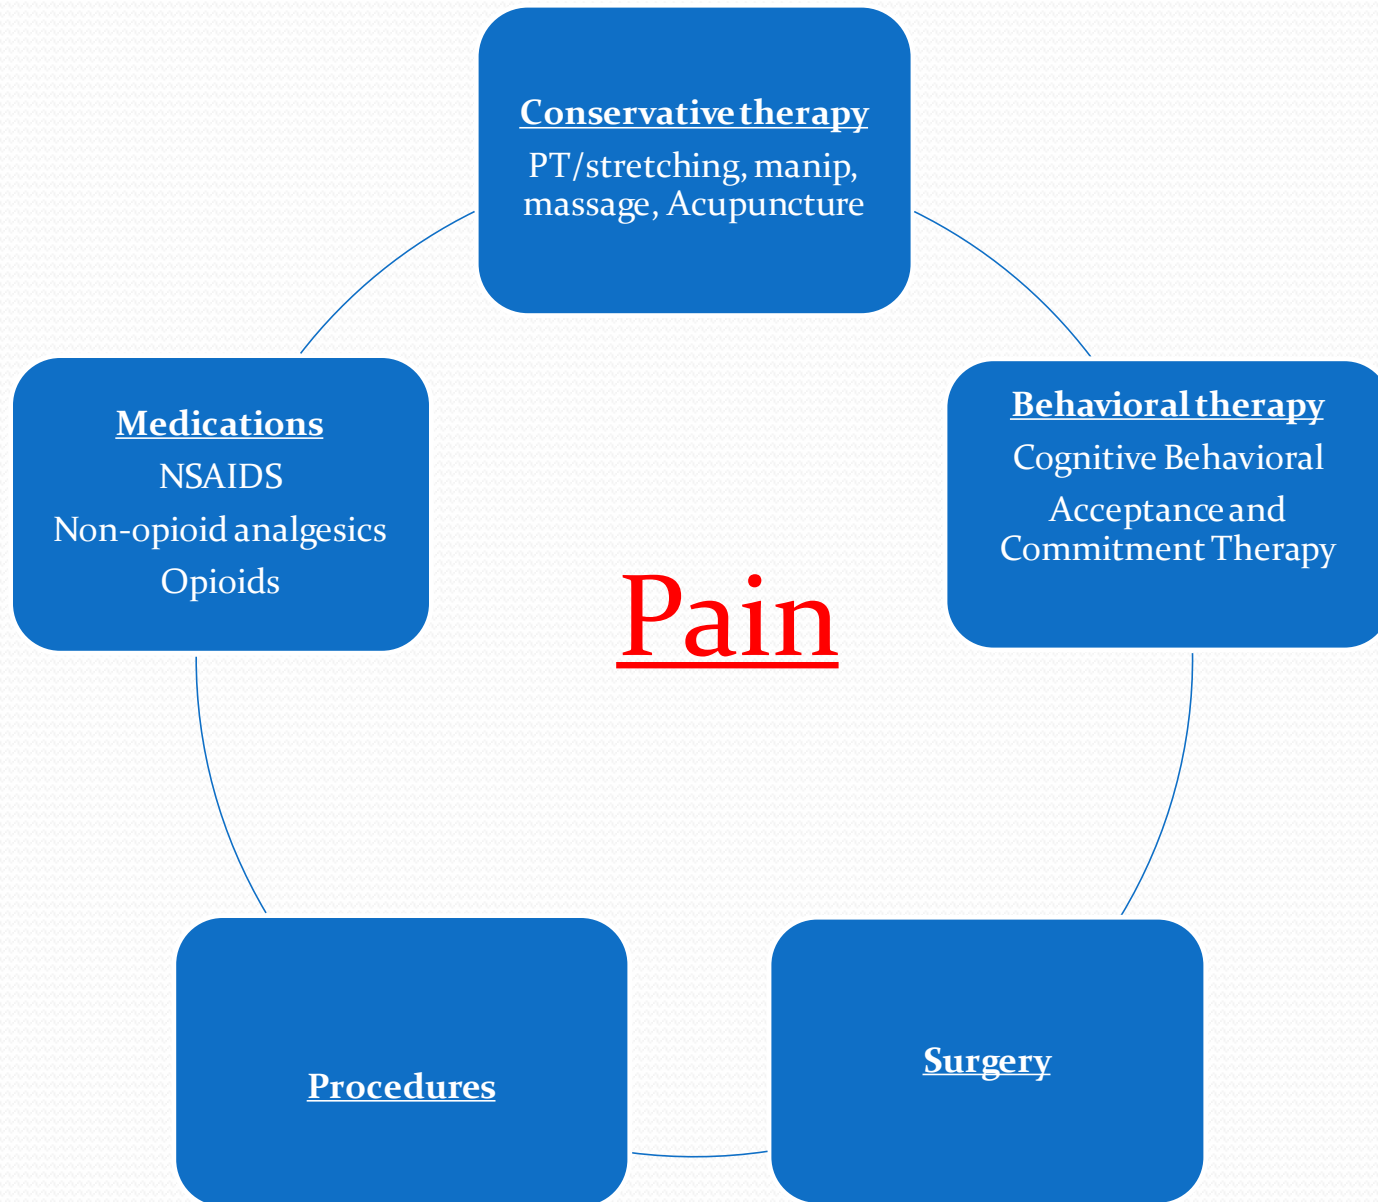 Conservative therapy
PT/stretching, manip,
massage, Acupuncture
Medications
NSAIDS
Non-opioid analgesics
Opioids
Behavioral therapy
Cognitive Behavioral
Acceptance and
Commitment Therapy
Pain
Procedures
Surgery